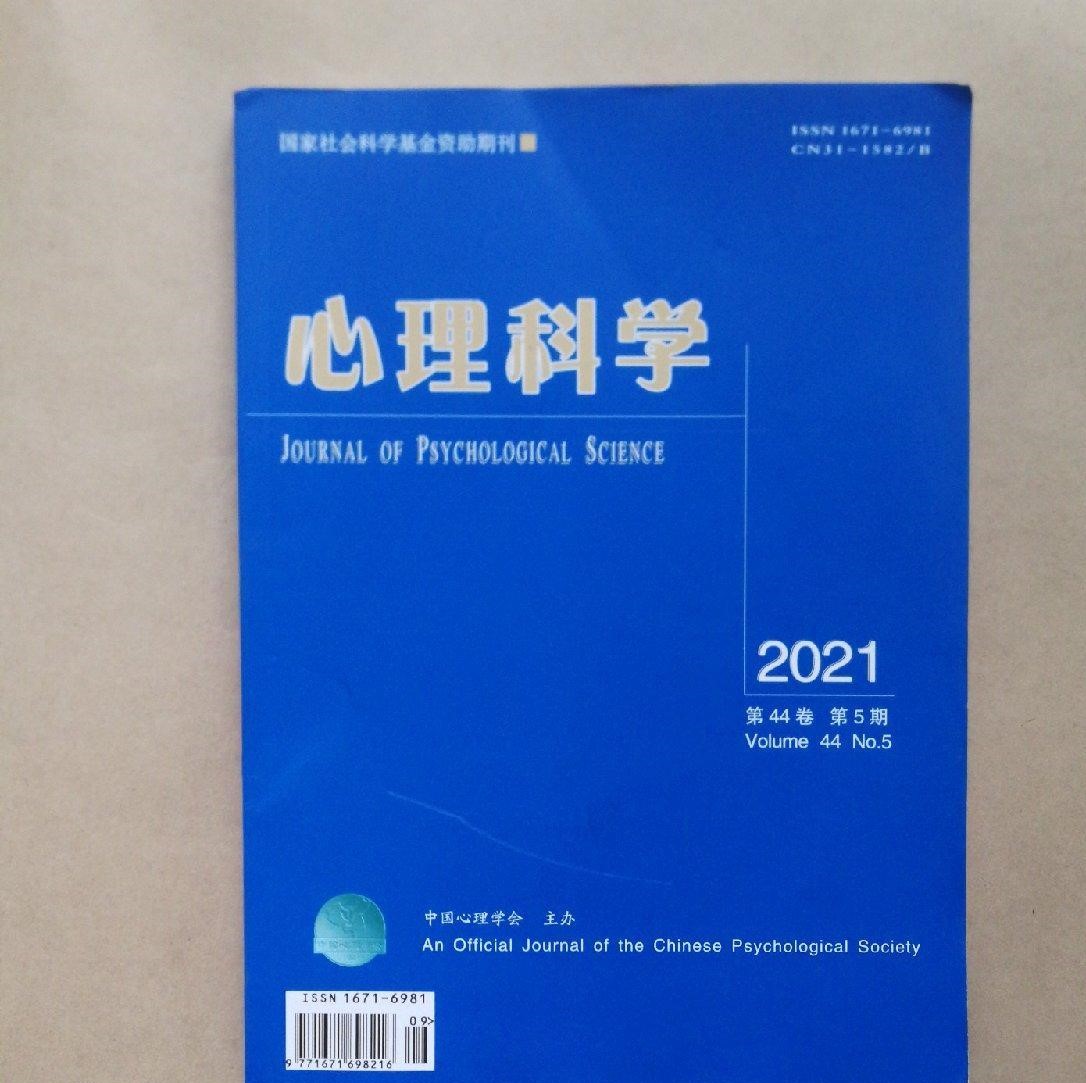 国家社会科学基金资助期刊
ISSN 1671-6981
CN31-1582/B
心理科学
JOURNAL OF PSYCHOLOGICAL SCIENCE
2021
第44卷 第5期
Volume 44 No.5
中国心理学会 主办
An Official Journal of the Chinese Psychological Society
ISSN 1671-6981
09>
9 771671 698216